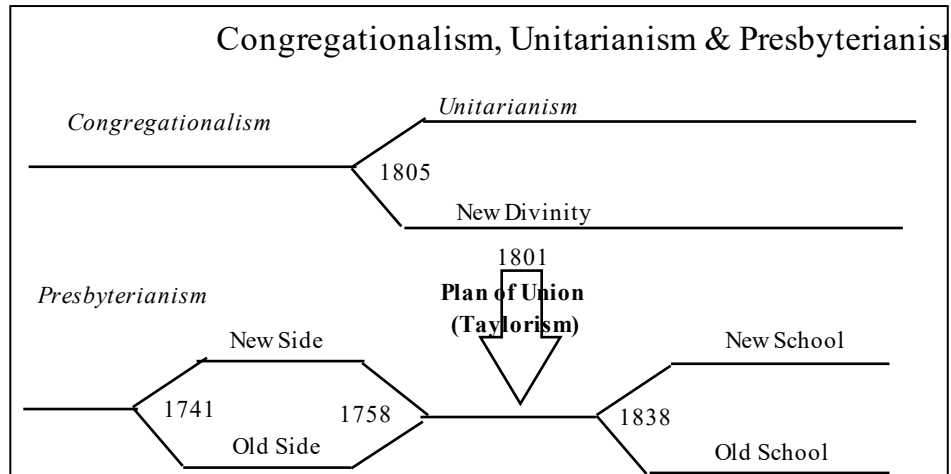 Congregationalism, Unitarianism & Presbyterianism
Unitarianism
Congregationalism
1805
New Divinity
1801
Plan of Union
(Taylorism)
Presbyterianism
New Side
New School
1741
1758
1838
Old Side
Old School